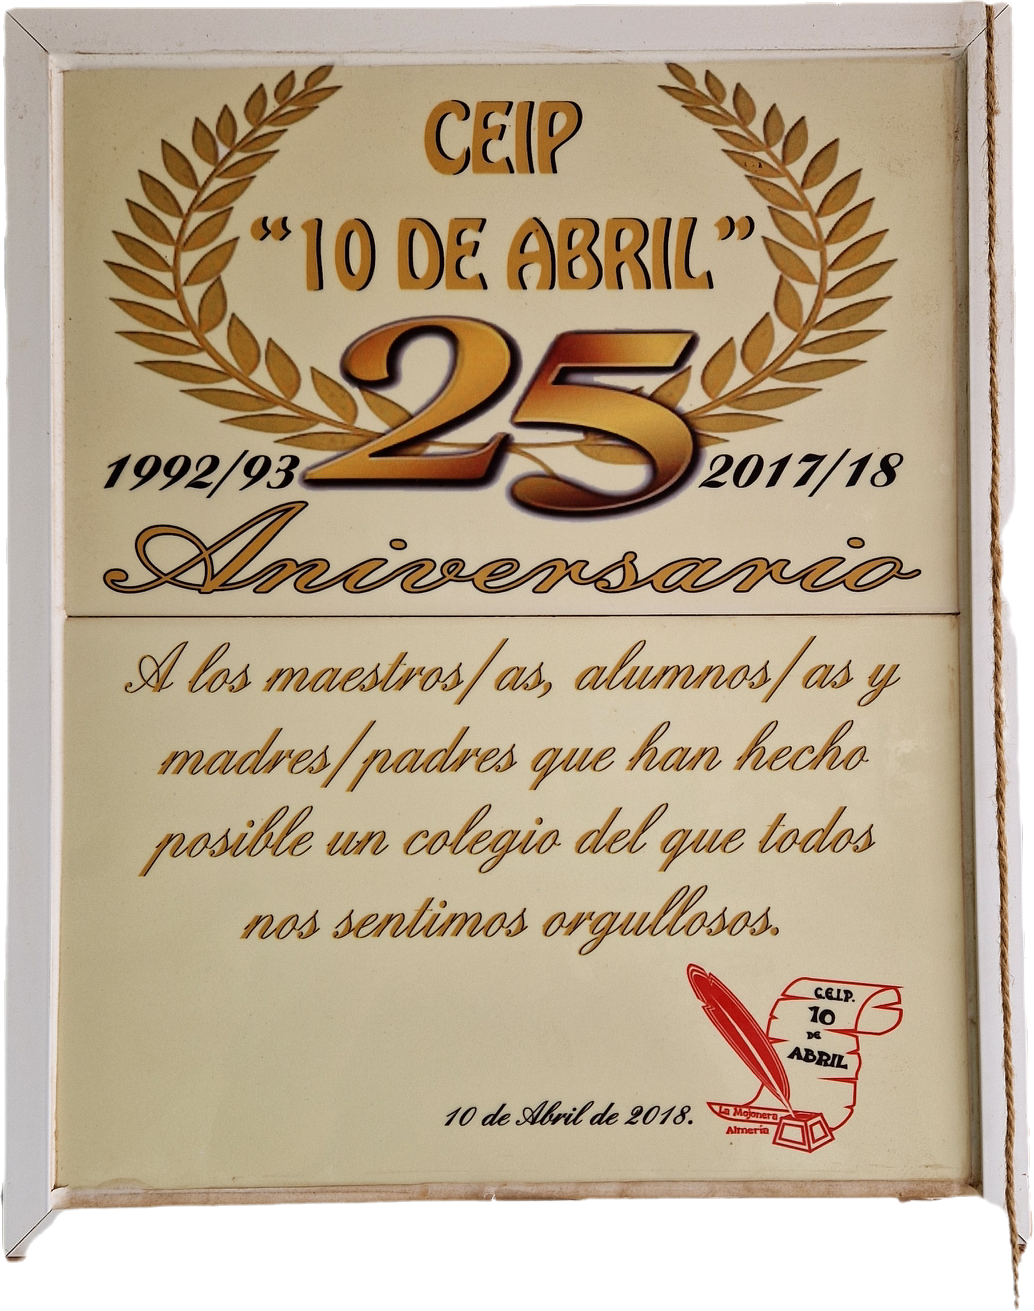 CEIP
“10 DE ABRIL”
25
1992/93 2017/18
Aniversario
A los maestros/as, alumnos/as y
madres/padres que han hecho
posible un colegio del que todos
nos sentimos orgullosos.
C.E.I.P.
10
DE
ABRIL
La Mojonera
Almería
10 de Abril de 2018.